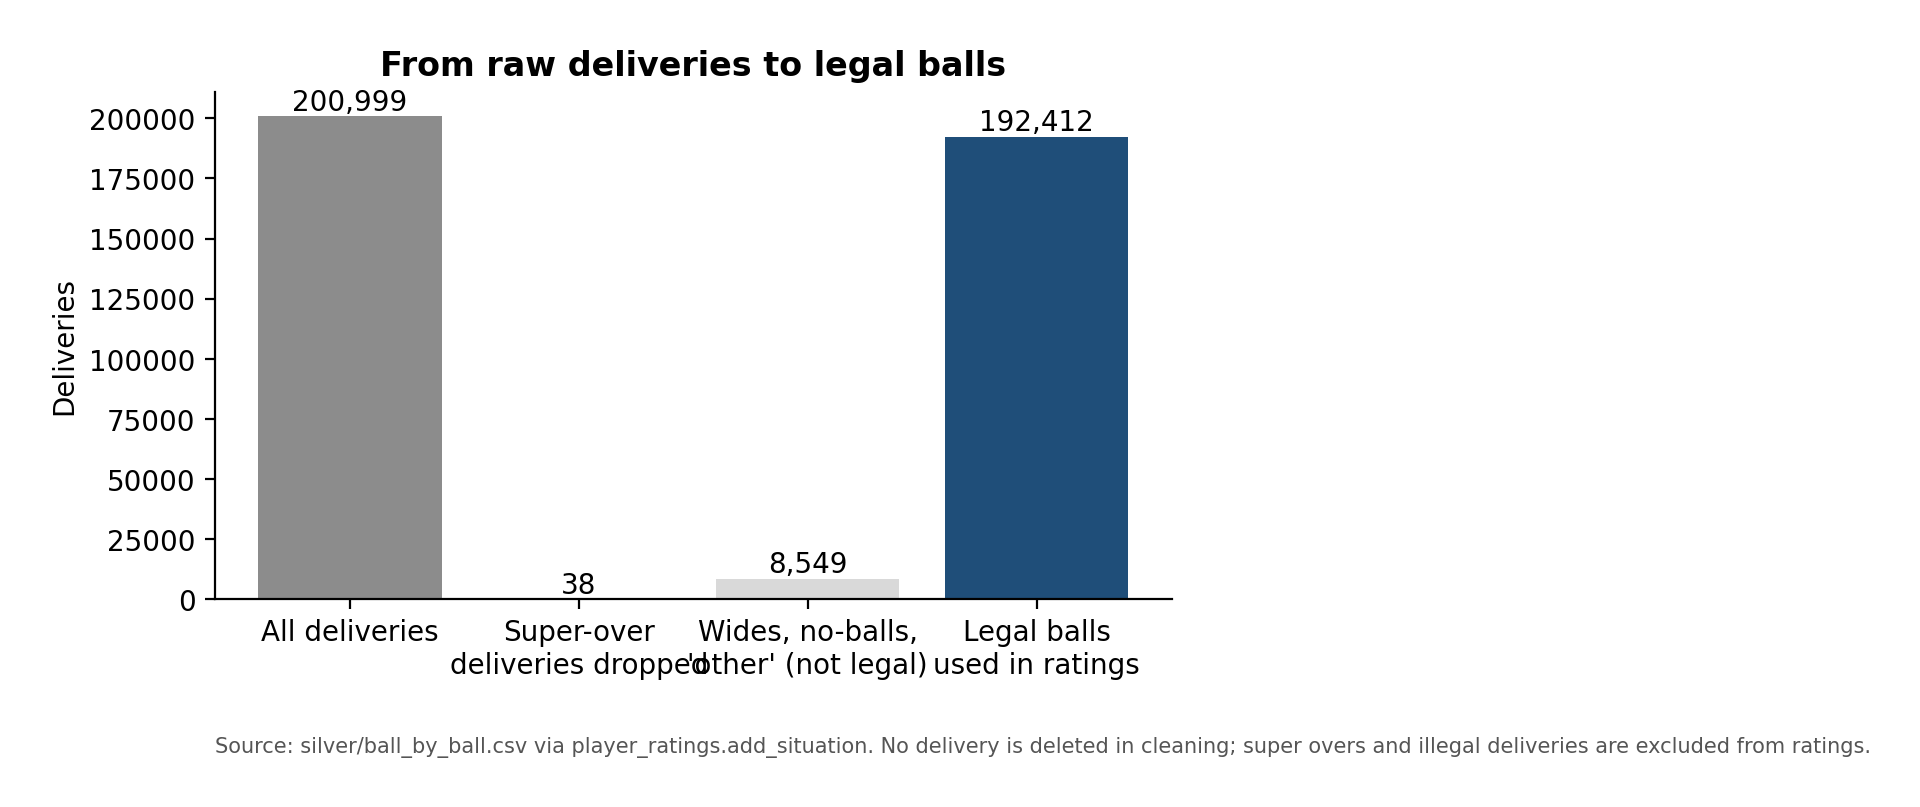 From raw deliveries to legal balls
200,999
192,412
8,549
38
200000
175000
150000
125000
100000
75000
50000
25000
0
Deliveries
All deliveries
Super-over
deliveries dropped
Wides, no-balls,
'other' (not legal)
Legal balls
used in ratings
Source: silver/ball_by_ball.csv via player_ratings.add_situation. No delivery is deleted in cleaning; super overs and illegal deliveries are excluded from ratings.